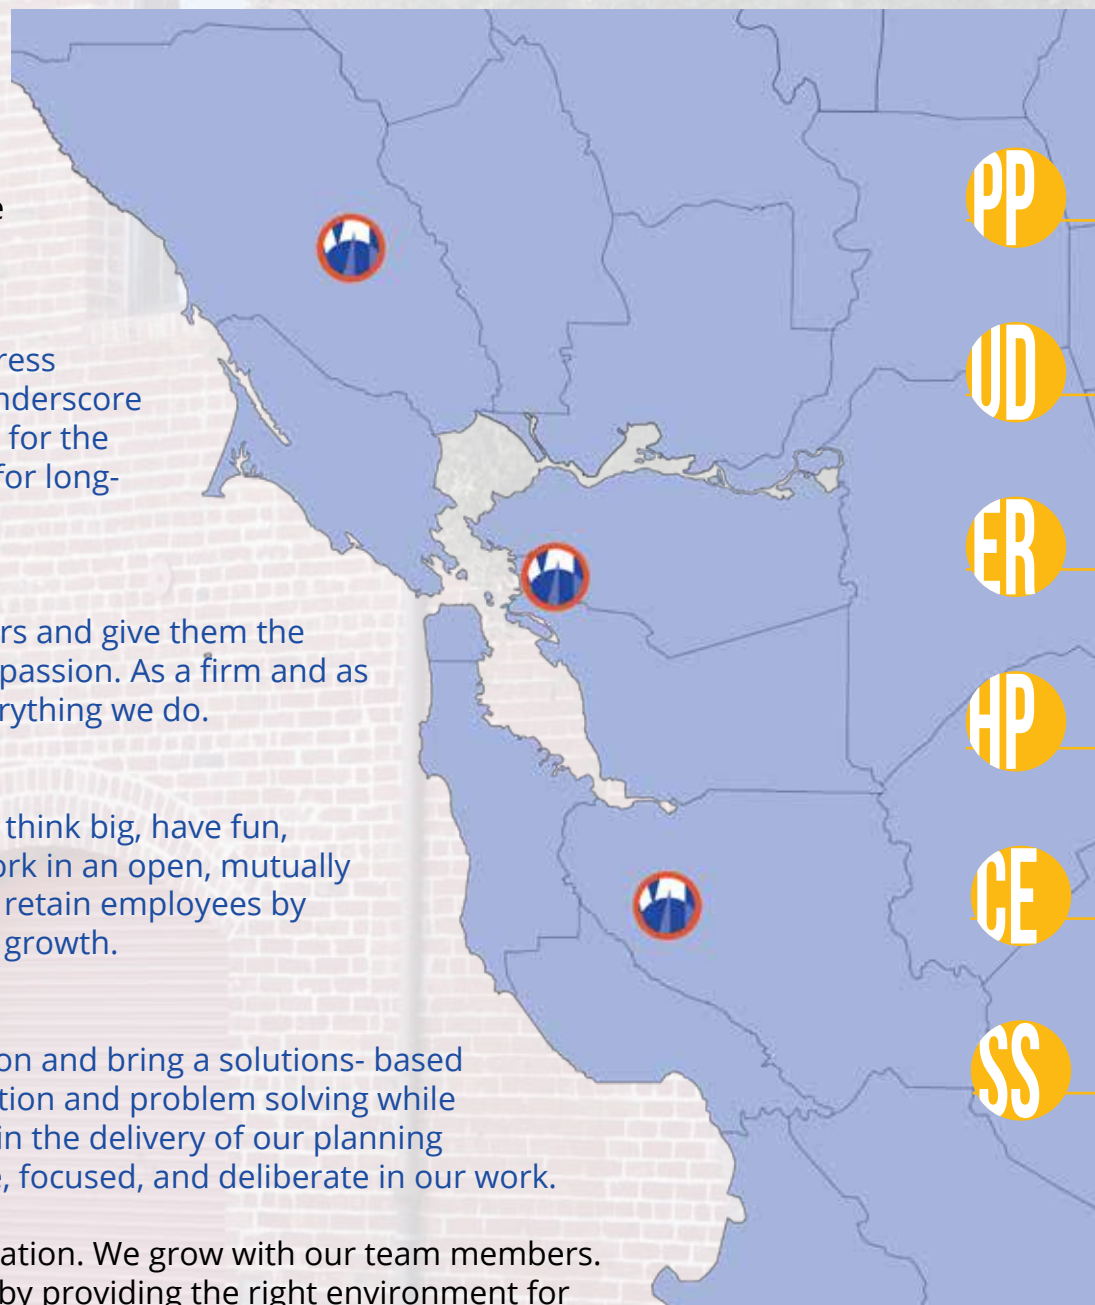 e
ress
nderscore
for the
for long-
rs and give them the
passion. As a firm and as
erything we do.
think big, have fun,
ork in an open, mutually
retain employees by
growth.
on and bring a solutions- based
tion and problem solving while
in the delivery of our planning
e, focused, and deliberate in our work.
ation. We grow with our team members.
by providing the right environment for
PP
UD
ER
HP
CE
SS